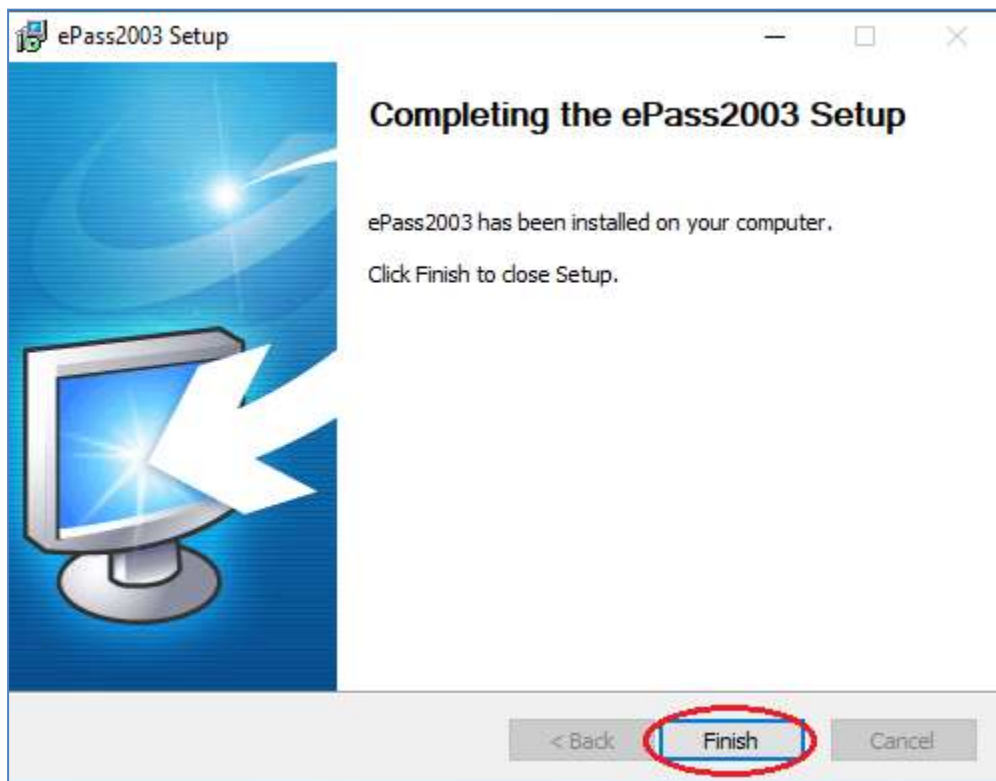 ePass2003 Setup
Completing the ePass2003 Setup
ePass2003 has been installed on your computer.
Click Finish to close Setup.
< Back Finish Cancel